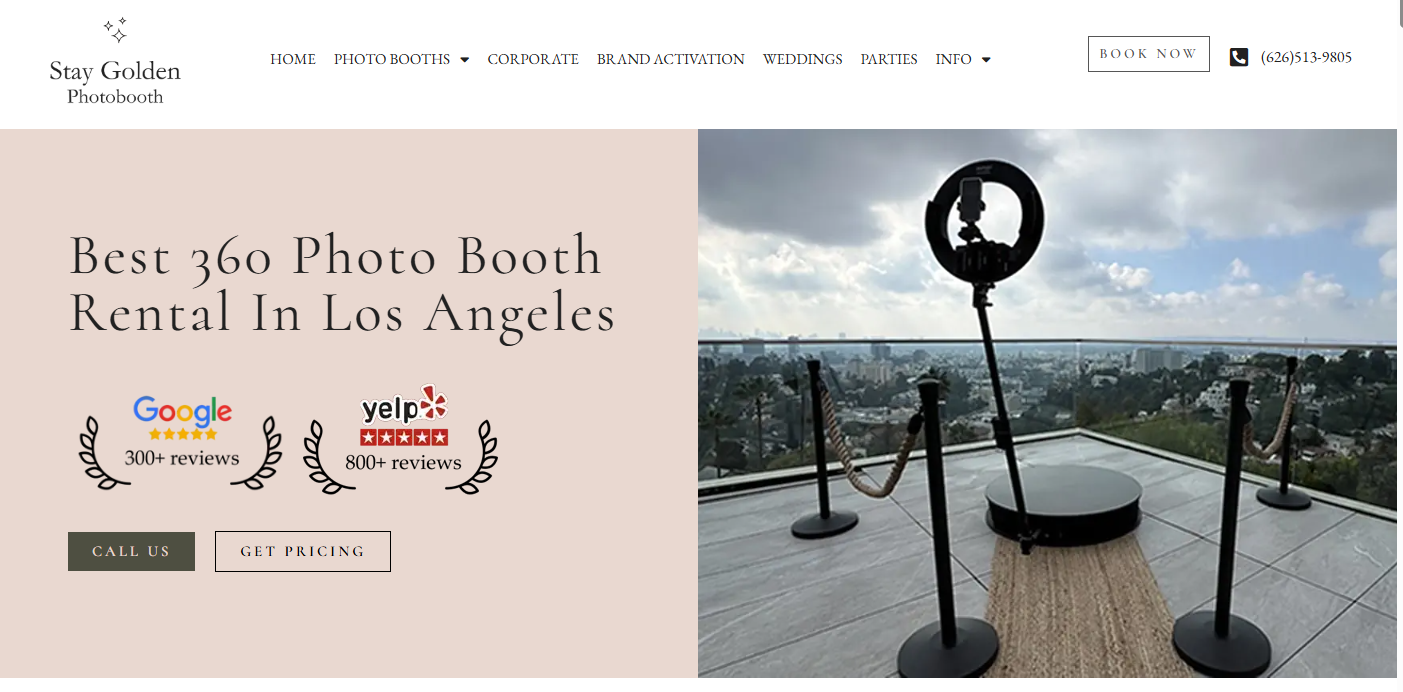 Stay Golden
Photobooth
HOME PHOTO BOOTHS CORPORATE BRAND ACTIVATION WEDDINGS PARTIES INFO
BOOK NOW
(626)513-9805
Best 360 Photo Booth
Rental In Los Angeles
Google
300+ reviews
yelp
800+ reviews
CALL US
GET PRICING